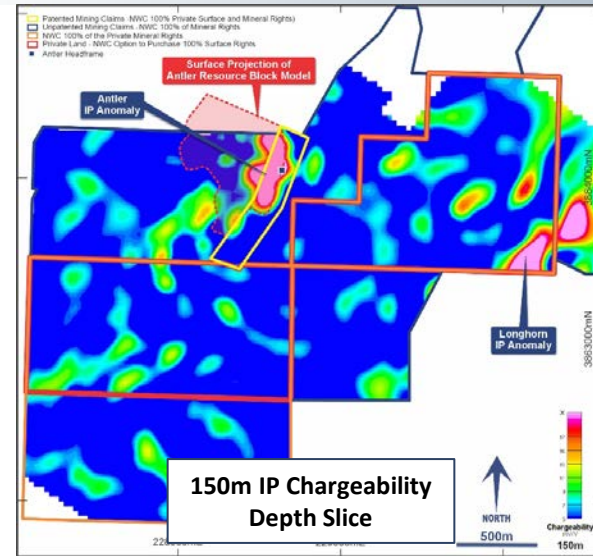 Patented Mining Claims - NWC 100% Private Surface and Mineral Rights)
Unpatented Mining Claims - NWC 100% of Mineral Rights)
NWC 100% of the Private Mineral Rights)
Private Land - NWC Option to Purchase 100% Surface Rights
Antler Headframe
Surface Projection of
Antler Resource Block Model
Antler
IP Anomaly
3864000mN
Longhorn
IP Anomaly
3863000mN
150m IP Chargeability
Depth Slice
NORTH
500m
Chargeability
150m